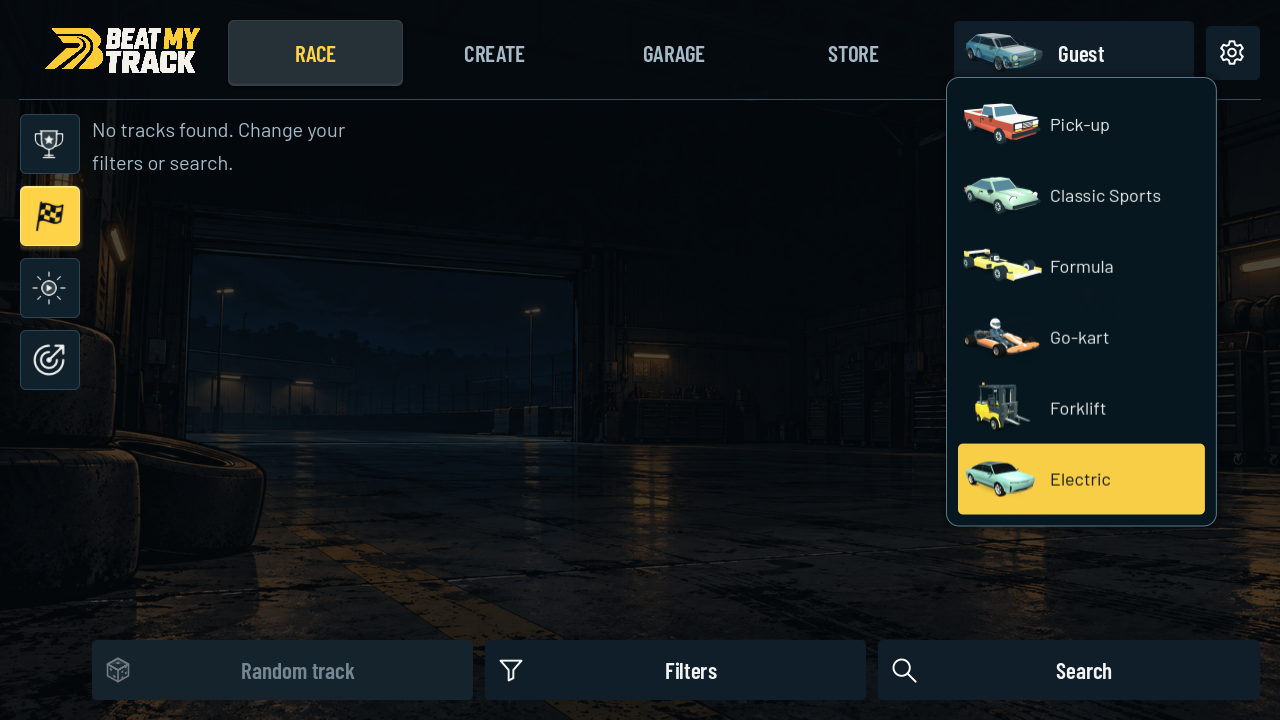 BEAT MY
TRACK
RACE
CREATE
GARAGE
STORE
Guest
No tracks found. Change your
filters or search.
Pick-up
Classic Sports
Formula
Go-kart
Forklift
Electric
Random track
Filters
Search